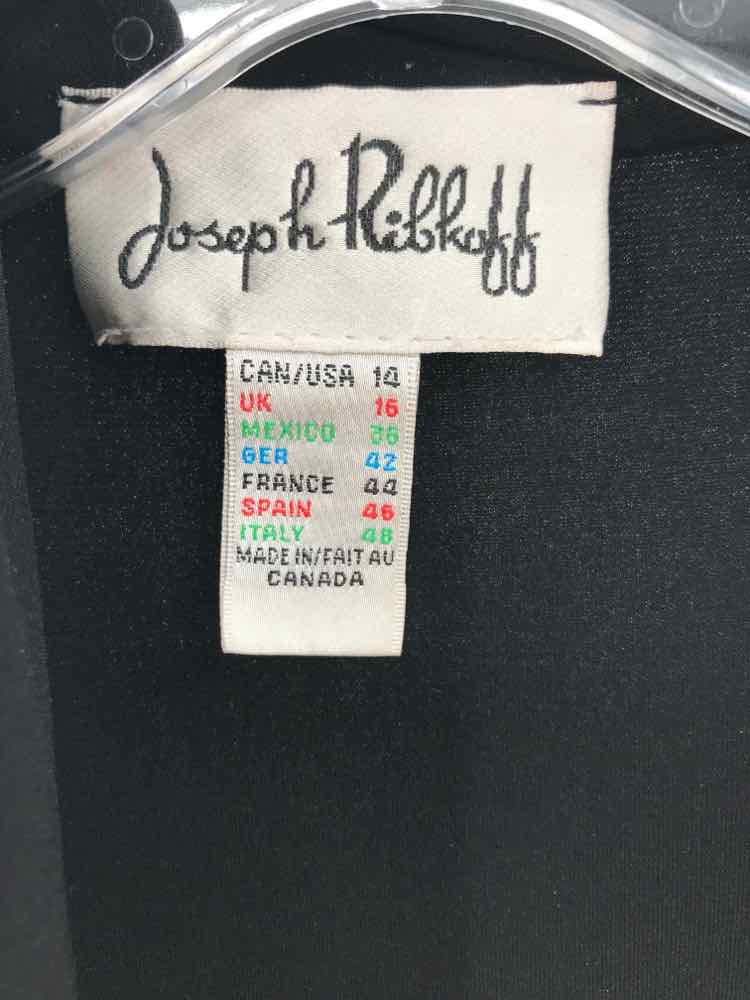 Joseph Ribkoff
CAN/USA 14
UK 16
MEXICO 36
GER 42
FRANCE 44
SPAIN 46
ITALY 48
MADE IN/FAIT AU
CANADA